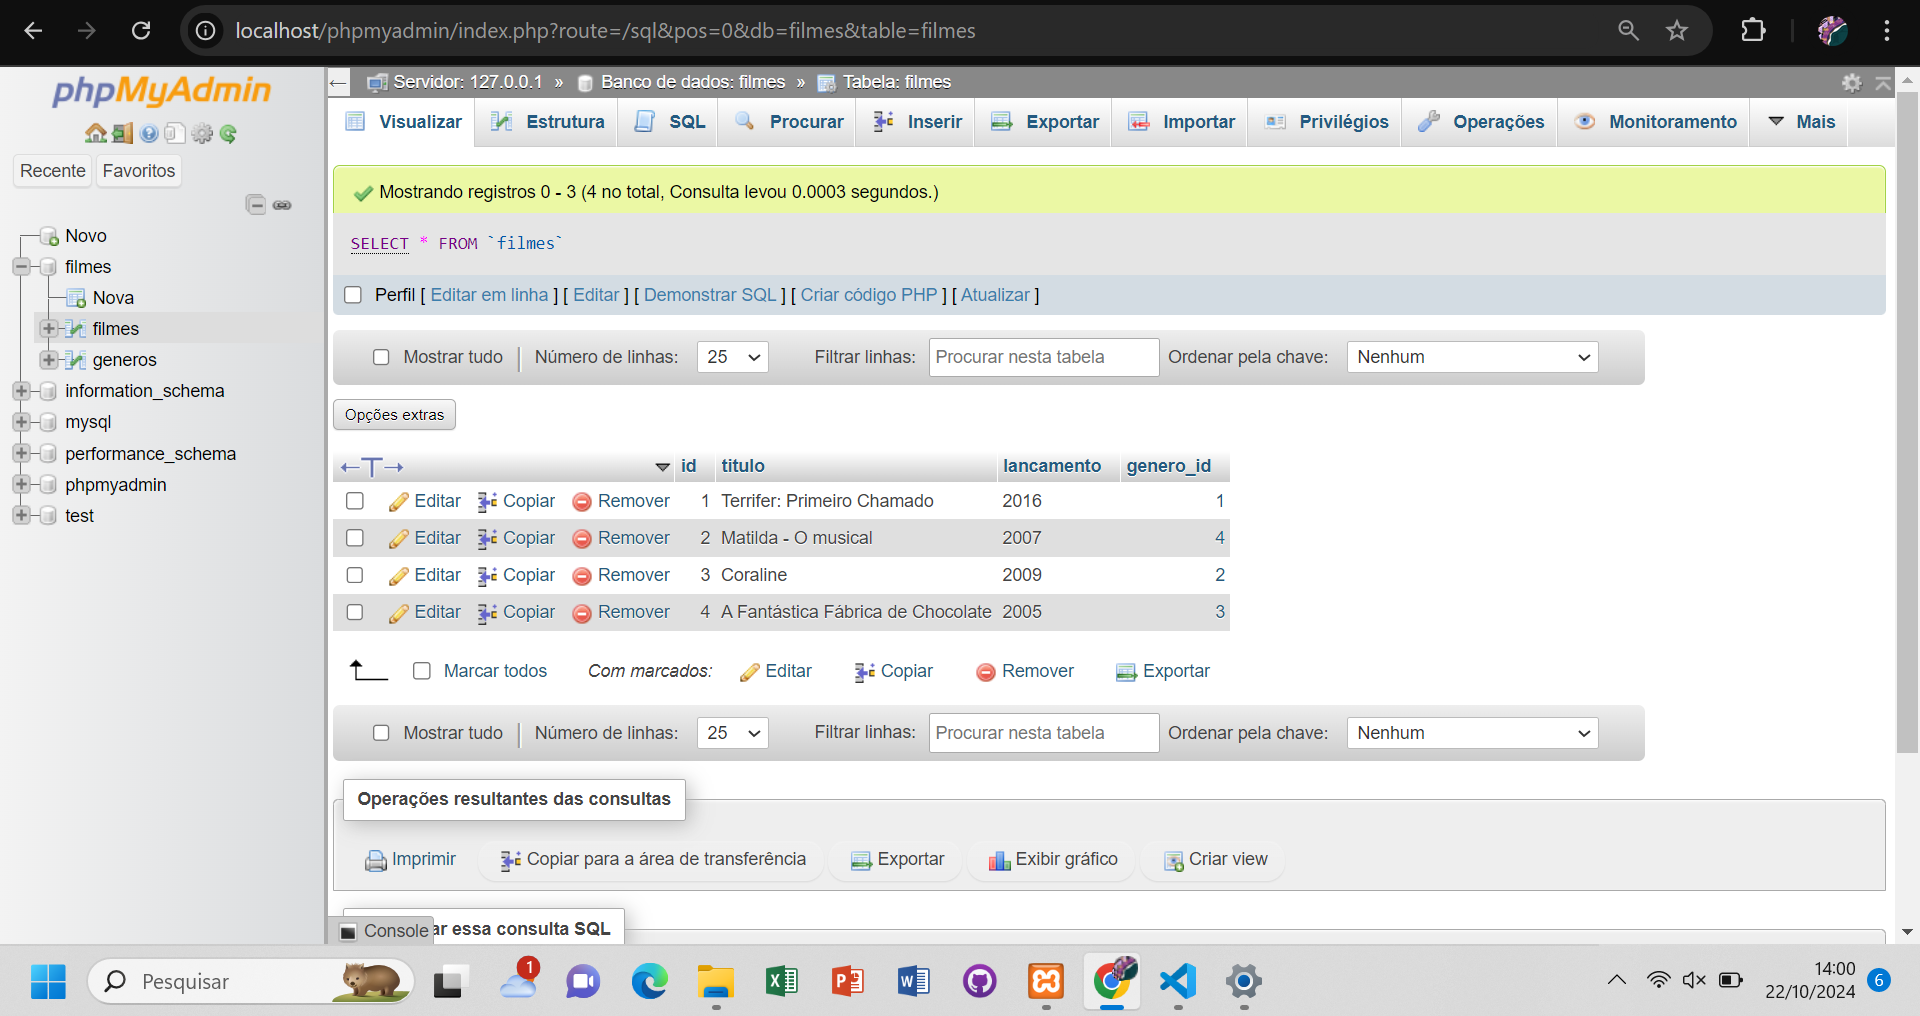 localhost/phpmyadmin/index.php?route=/sql&pos=0&db=filmes&table=filmes
phpMyAdmin
Recente Favoritos
Novo
filmes
Nova
filmes
generos
information_schema
mysql
performance_schema
phpmyadmin
test
Servidor: 127.0.0.1 » Banco de dados: filmes » Tabela: filmes
Visualizar Estrutura SQL Procurar Inserir Exportar Importar Privilégios Operações Monitoramento Mais
Mostrando registros 0 - 3 (4 no total, Consulta levou 0.0003 segundos.)
SELECT * FROM `filmes`
Perfil [ Editar em linha ] [ Editar ] [ Demonstrar SQL ] [ Criar código PHP ] [ Atualizar ]
Mostrar tudo | Número de linhas: 25 Filtrar linhas: Procurar nesta tabela Ordenar pela chave: Nenhum
Opções extras
←T→ id titulo lancamento genero_id
Editar Copiar Remover 1 Terrifer: Primeiro Chamado 2016 1
Editar Copiar Remover 2 Matilda - O musical 2007 4
Editar Copiar Remover 3 Coraline 2009 2
Editar Copiar Remover 4 A Fantástica Fábrica de Chocolate 2005 3
Marcar todos Com marcados: Editar Copiar Remover Exportar
Mostrar tudo | Número de linhas: 25 Filtrar linhas: Procurar nesta tabela Ordenar pela chave: Nenhum
Operações resultantes das consultas
Imprimir Copiar para a área de transferência Exportar Exibir gráfico Criar view
Console ar essa consulta SQL
Pesquisar 1 14:00 6
22/10/2024